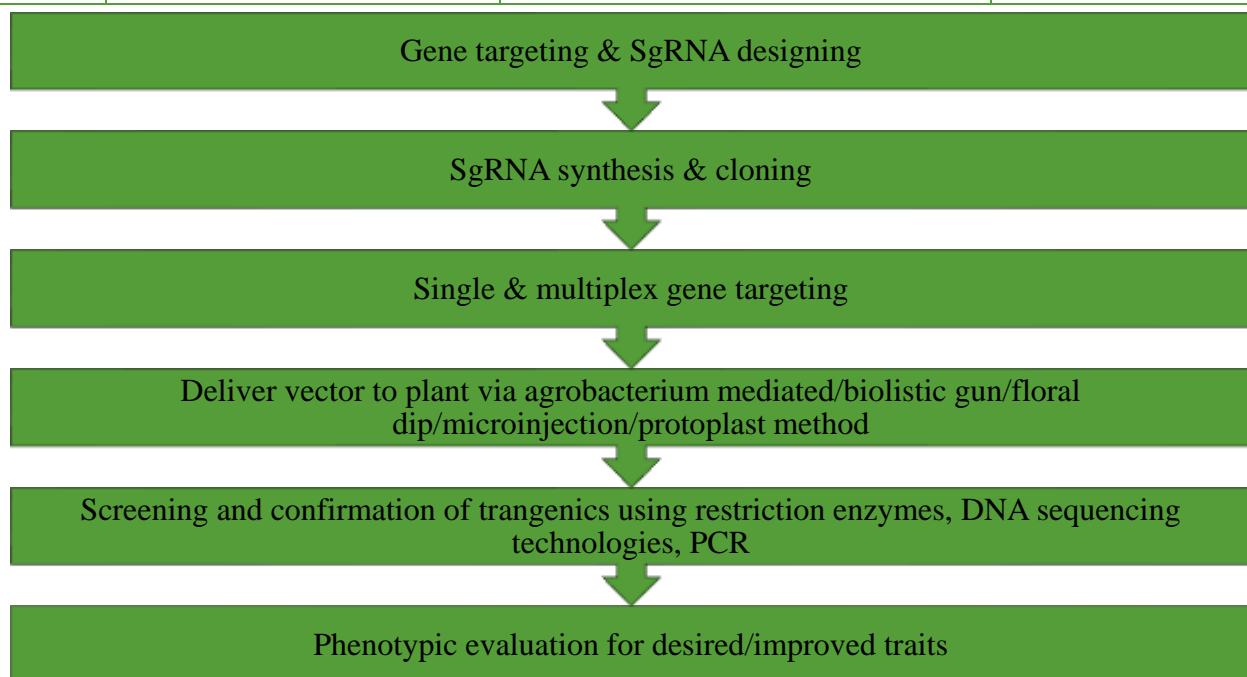 Gene targeting & SgRNA designing
SgRNA synthesis & cloning
Single & multiplex gene targeting
Deliver vector to plant via agrobacterium mediated/biolistic gun/floral
dip/microinjection/protoplast method
Screening and confirmation of trangenics using restriction enzymes, DNA sequencing
technologies, PCR
Phenotypic evaluation for desired/improved traits